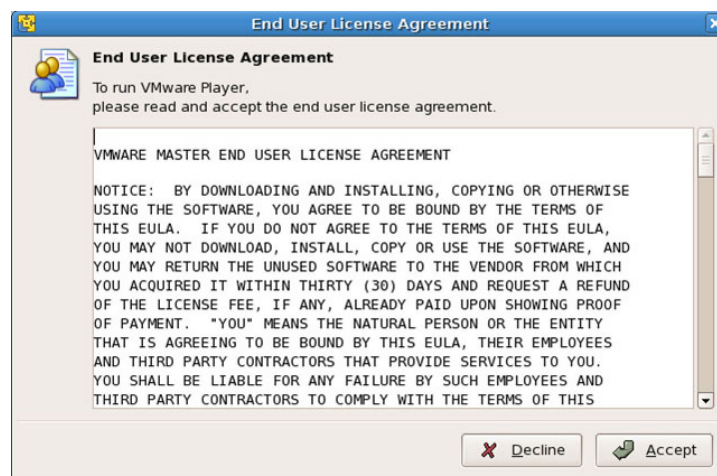 End User License Agreement
End User License Agreement
To run VMware Player,
please read and accept the end user license agreement.
VMWARE MASTER END USER LICENSE AGREEMENT
NOTICE:  BY DOWNLOADING AND INSTALLING, COPYING OR OTHERWISE
USING THE SOFTWARE, YOU AGREE TO BE BOUND BY THE TERMS OF
THIS EULA.  IF YOU DO NOT AGREE TO THE TERMS OF THIS EULA,
YOU MAY NOT DOWNLOAD, INSTALL, COPY OR USE THE SOFTWARE, AND
YOU MAY RETURN THE UNUSED SOFTWARE TO THE VENDOR FROM WHICH
YOU ACQUIRED IT WITHIN THIRTY (30) DAYS AND REQUEST A REFUND
OF THE LICENSE FEE, IF ANY, ALREADY PAID UPON SHOWING PROOF
OF PAYMENT.  "YOU" MEANS THE NATURAL PERSON OR THE ENTITY
THAT IS AGREEING TO BE BOUND BY THIS EULA, THEIR EMPLOYEES
AND THIRD PARTY CONTRACTORS THAT PROVIDE SERVICES TO YOU.
YOU SHALL BE LIABLE FOR ANY FAILURE BY SUCH EMPLOYEES AND
THIRD PARTY CONTRACTORS TO COMPLY WITH THE TERMS OF THIS
Decline Accept